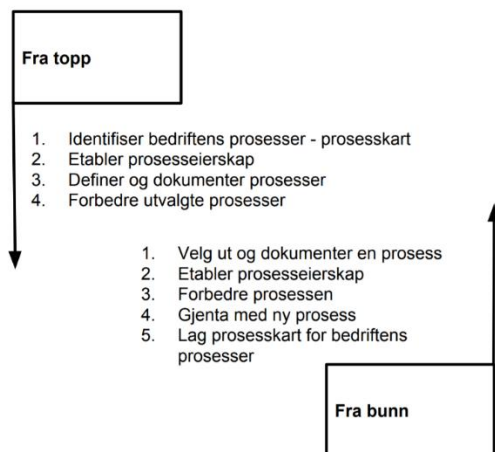 Fra topp
1. Identifiser bedriftens prosesser - prosesskart
2. Etabler prosesseierskap
3. Definer og dokumenter prosesser
4. Forbedre utvalgte prosesser
1. Velg ut og dokumenter en prosess
2. Etabler prosesseierskap
3. Forbedre prosessen
4. Gjenta med ny prosess
5. Lag prosesskart for bedriftens
prosesser
Fra bunn